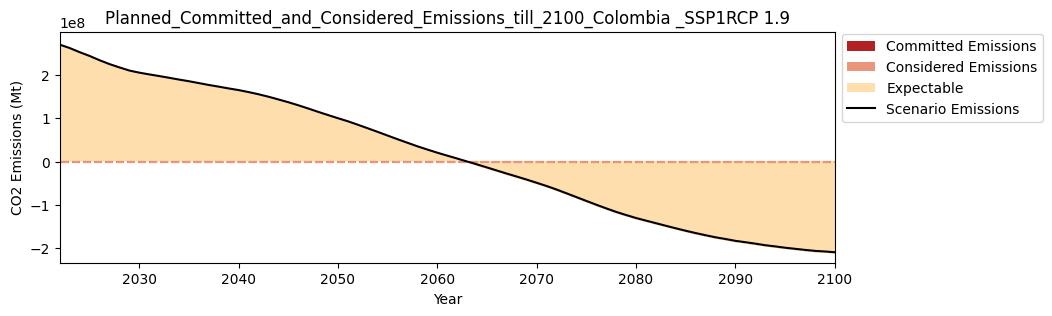 Planned_Committed_and_Considered_Emissions_till_2100_Colombia _SSP1RCP 1.9
1e8
Committed Emissions
Considered Emissions
Expectable
Scenario Emissions
CO2 Emissions (Mt)
2
1
0
−1
−2
2030 2040 2050 2060 2070 2080 2090 2100
Year